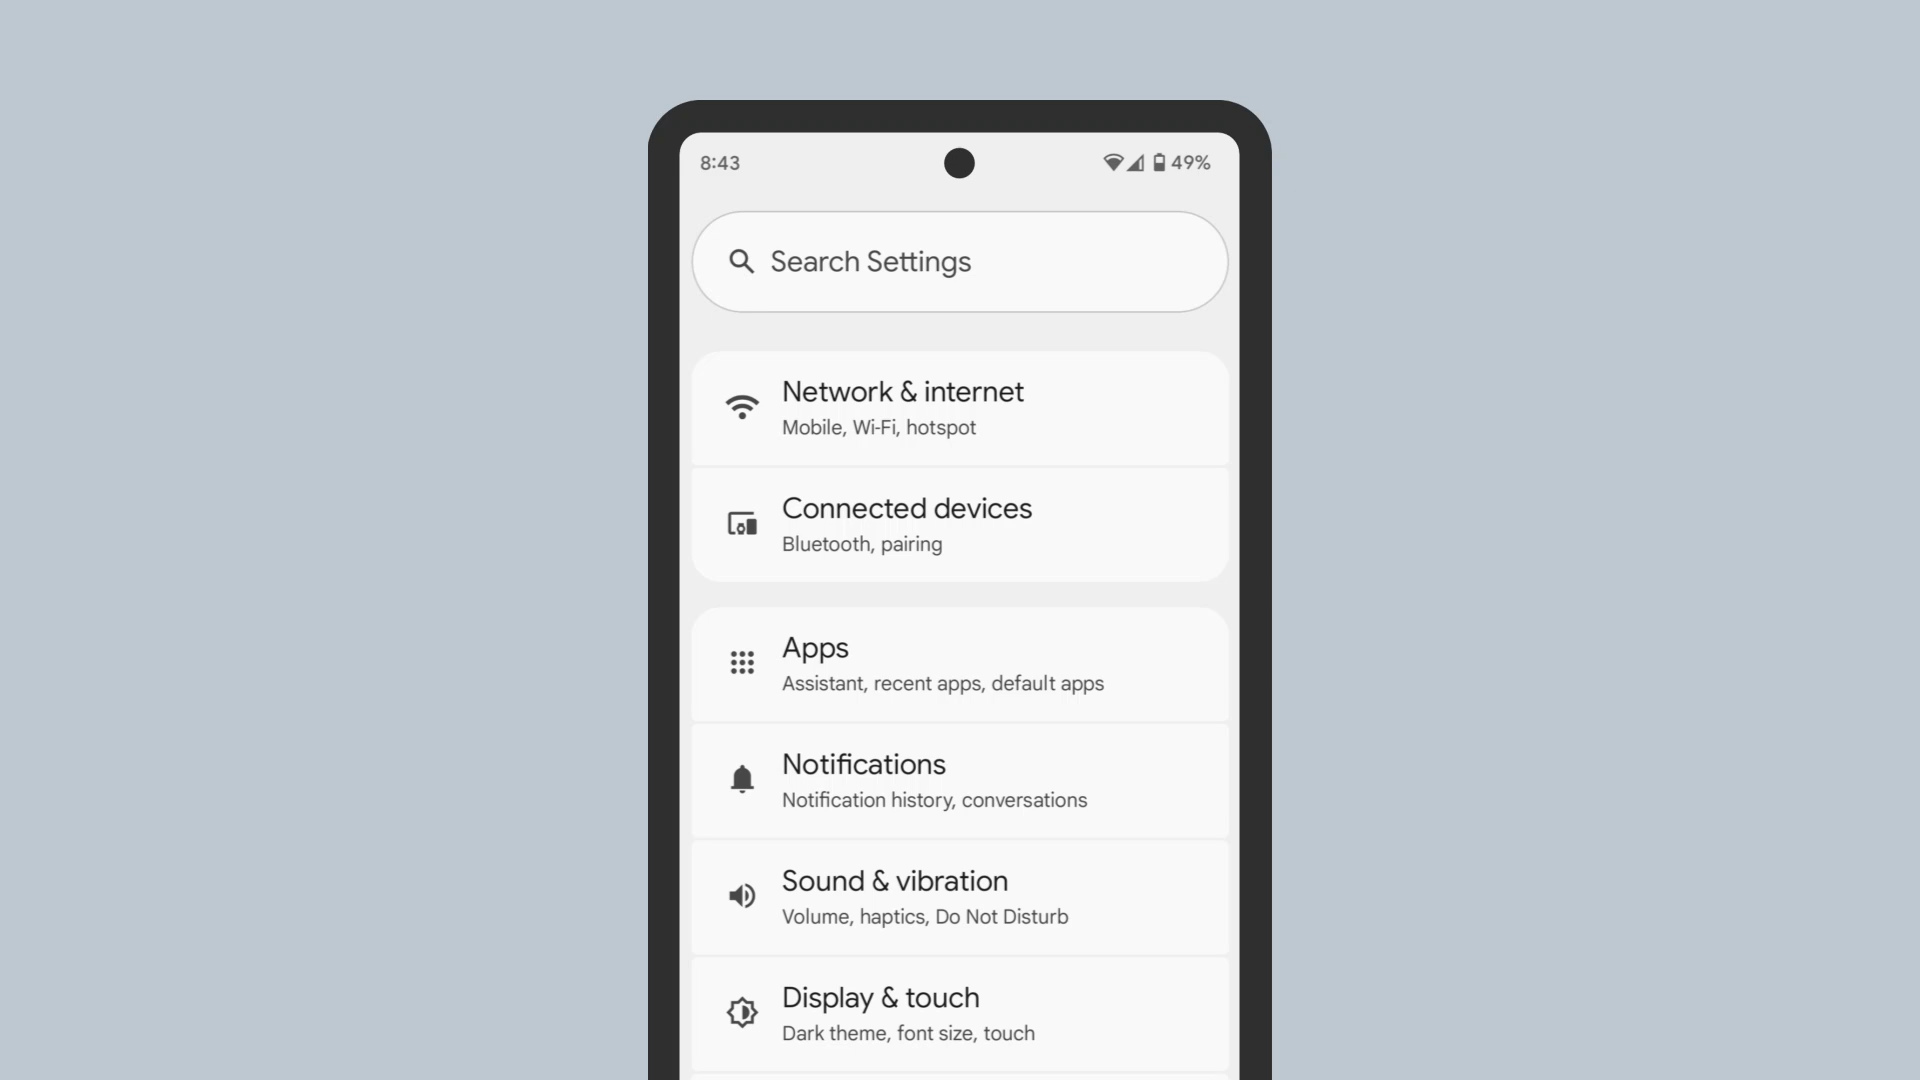 8:43
49%
Search Settings
Network & internet
Mobile, Wi-Fi, hotspot
Connected devices
Bluetooth, pairing
Apps
Assistant, recent apps, default apps
Notifications
Notification history, conversations
Sound & vibration
Volume, haptics, Do Not Disturb
Display & touch
Dark theme, font size, touch